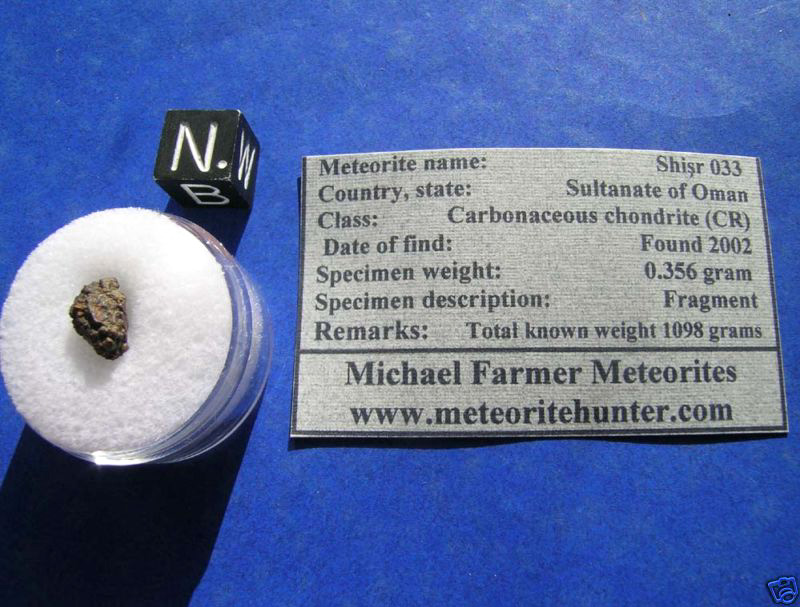 N
W
B
Meteorite name: Shişr 033
Country, state: Sultanate of Oman
Class: Carbonaceous chondrite (CR)
Date of find: Found 2002
Specimen weight: 0.356 gram
Specimen description: Fragment
Remarks: Total known weight 1098 grams
Michael Farmer Meteorites
www.meteoritehunter.com